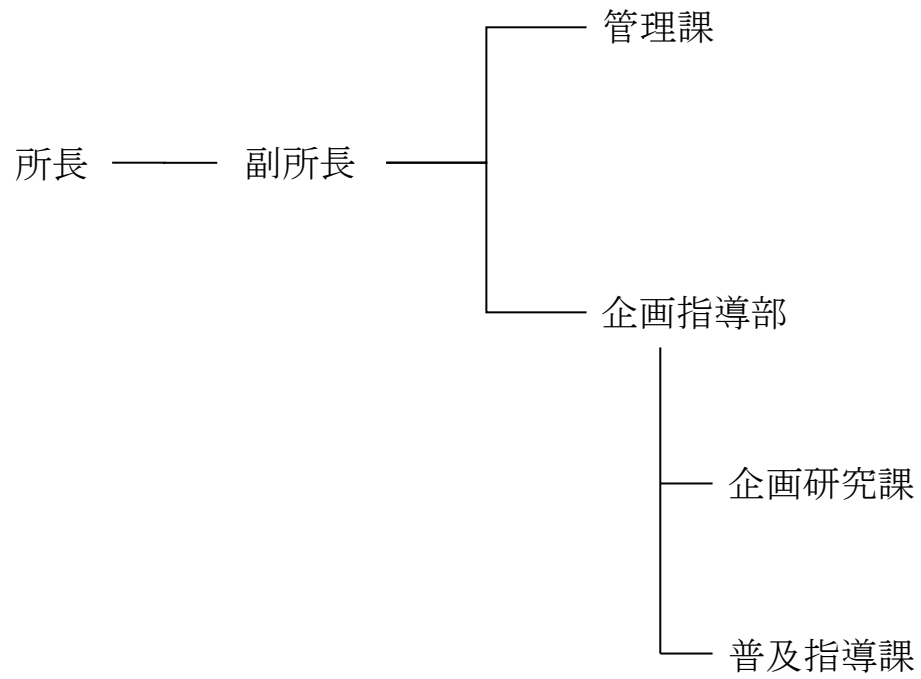 管理課
所長
副所長
企画指導部
企画研究課
普及指導課